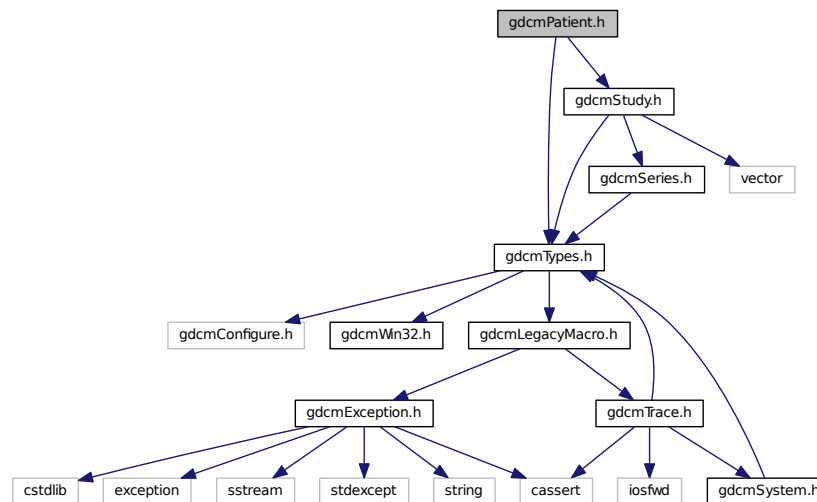 gdcmPatient.h
gdcmStudy.h
gdcmSeries.h
vector
gdcmTypes.h
gdcmConfigure.h
gdcmWin32.h
gdcmLegacyMacro.h
gdcmException.h
gdcmTrace.h
cstdlib
exception
sstream
stdexcept
string
cassert
iosfwd
gdcmSystem.h